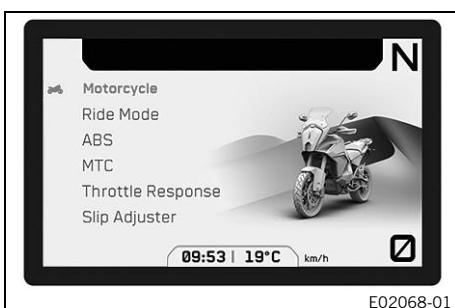 N
Motorcycle
Ride Mode
ABS
MTC
Throttle Response
Slip Adjuster
09:53 | 19°C km/h
0
E02068-01